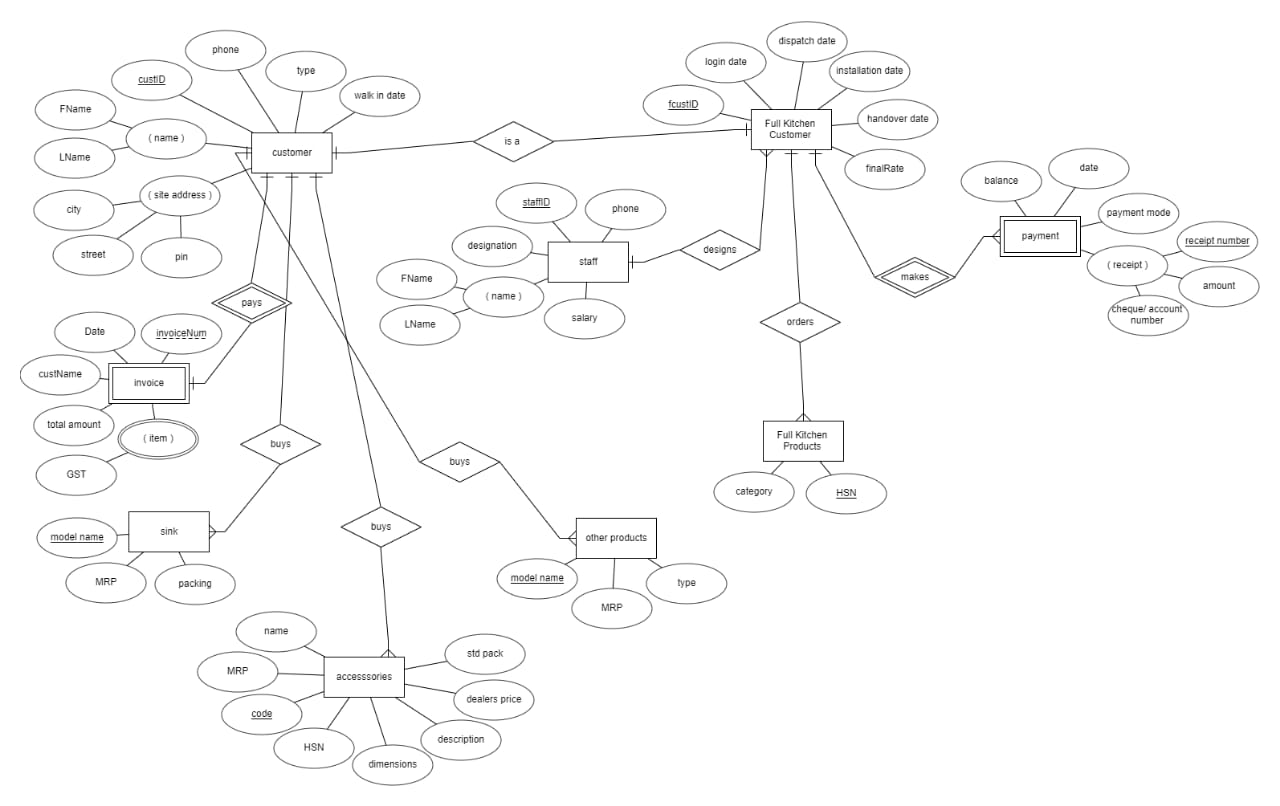 phone
dispatch date
login date
type
installation date
custID
walk in date
fcustID
FName
handover date
Full Kitchen
Customer
( name )
is a
customer
LName
finalRate
date
balance
( site address )
staffID
phone
city
payment mode
payment
receipt number
designation
designs
street
pin
staff
( receipt )
FName
makes
amount
( name )
pays
LName
salary
cheque/ account
number
orders
Date
invoiceNum
custName
invoice
total amount
( item )
Full Kitchen
Products
buys
buys
GST
category
HSN
buys
sink
model name
other products
MRP
packing
model name
type
MRP
name
std pack
MRP
accesssories
dealers price
code
description
HSN
dimensions